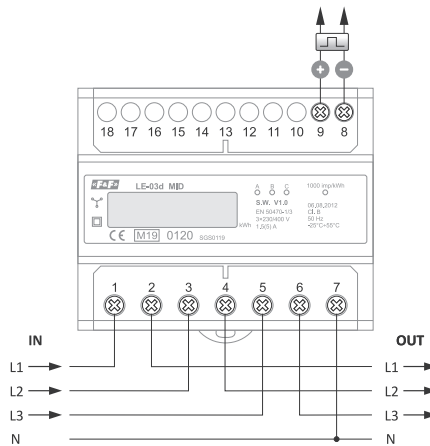 + −
18 17 16 15 14 13 12 11 10 9 8
F&F LE-03d MID
A B C
1000 imp/kWh
S.W. V1.0
EN 50470-1/3
3×230/400 V
1,5(6) A
06,08,2012
Cl. B
50 Hz
-25°C÷55°C
kWh
CE M19 0120 SGS0119
1 2 3 4 5 6 7
IN OUT
L1 L1
L2 L2
L3 L3
N N